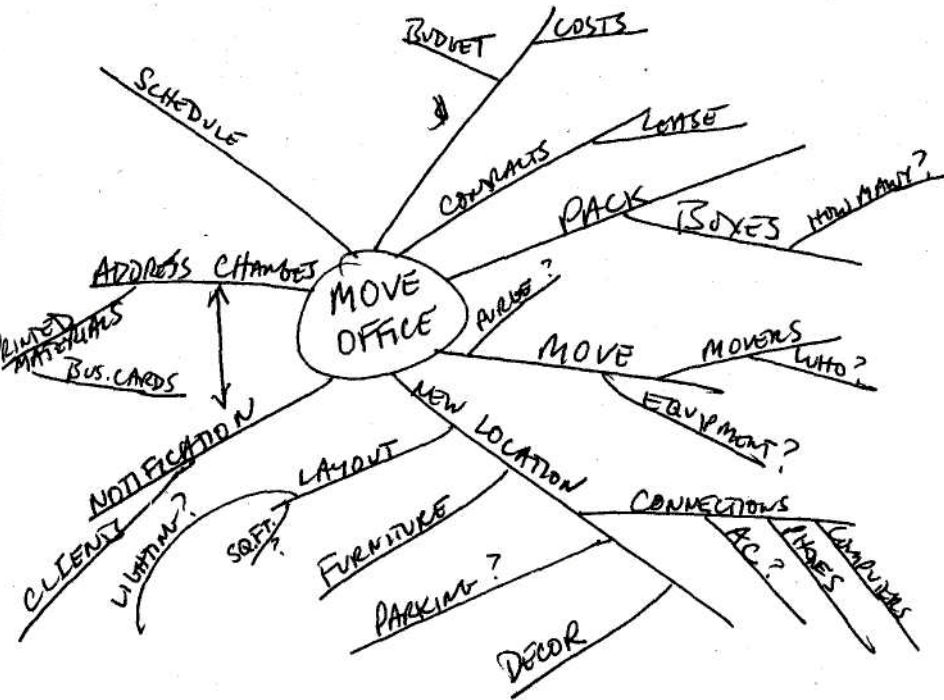 BUDGET
COSTS
$
SCHEDULE
CONTRACTS
LEASE
PACK
BOXES
HOW MANY?
ADDRESS CHANGES
MOVE
OFFICE
PURGE?
MOVE
MOVERS
WHO?
EQUIPMENT?
PRINTED
MATERIALS
BUS. CARDS
NOTIFICATION
CLIENTS
NEW LOCATION
LAYOUT
LIGHTING?
SQ.FT.
?
FURNITURE
PARKING?
DECOR
CONNECTIONS
AC?
PHONES
COMPUTERS